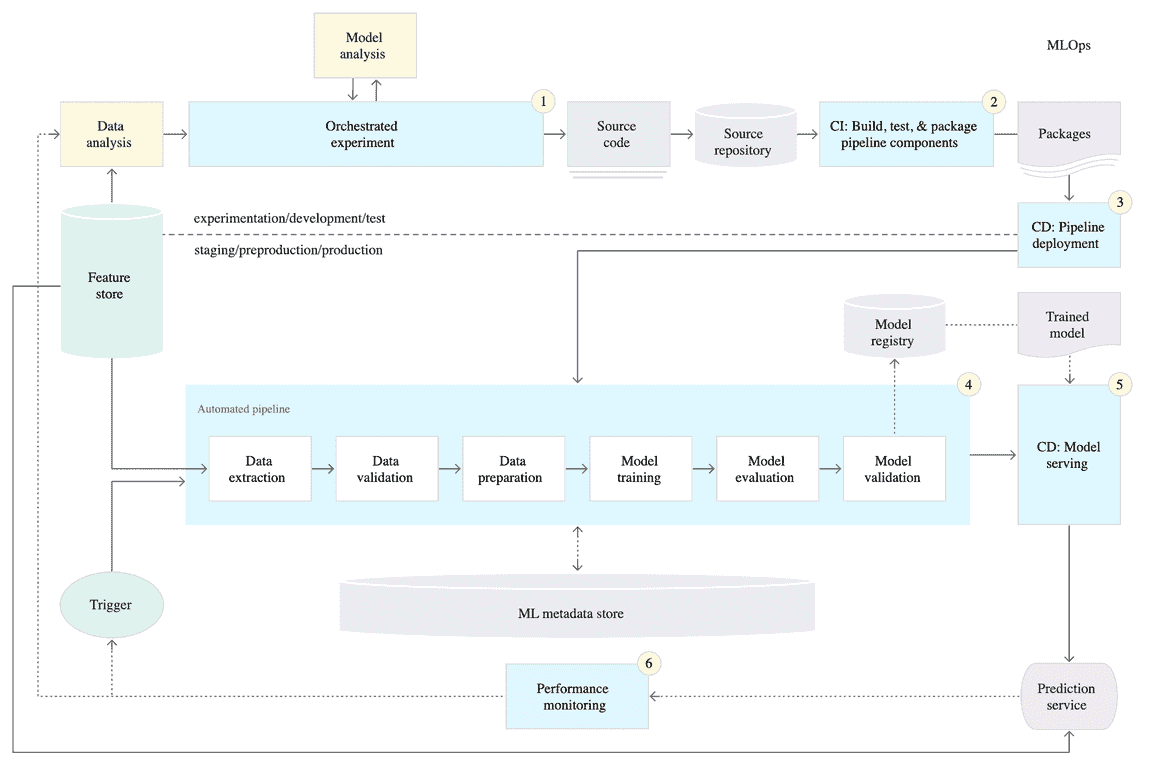 Model
analysis
MLOps
1
2
Data
analysis
Orchestrated
experiment
Source
code
Source
repository
CI: Build, test, & package
pipeline components
Packages
3
experimentation/development/test
staging/preproduction/production
CD: Pipeline
deployment
Feature
store
Model
registry
Trained
model
4
5
Automated pipeline
Data
extraction
Data
validation
Data
preparation
Model
training
Model
evaluation
Model
validation
CD: Model
serving
Trigger
ML metadata store
6
Performance
monitoring
Prediction
service